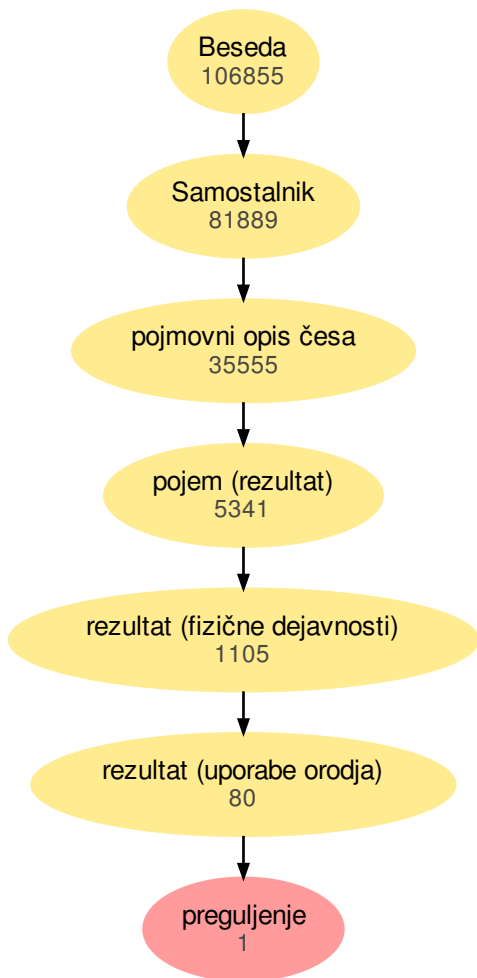 Beseda
106855
Samostalnik
81889
pojmovni opis česa
35555
pojem (rezultat)
5341
rezultat (fizične dejavnosti)
1105
rezultat (uporabe orodja)
80
preguljenje
1